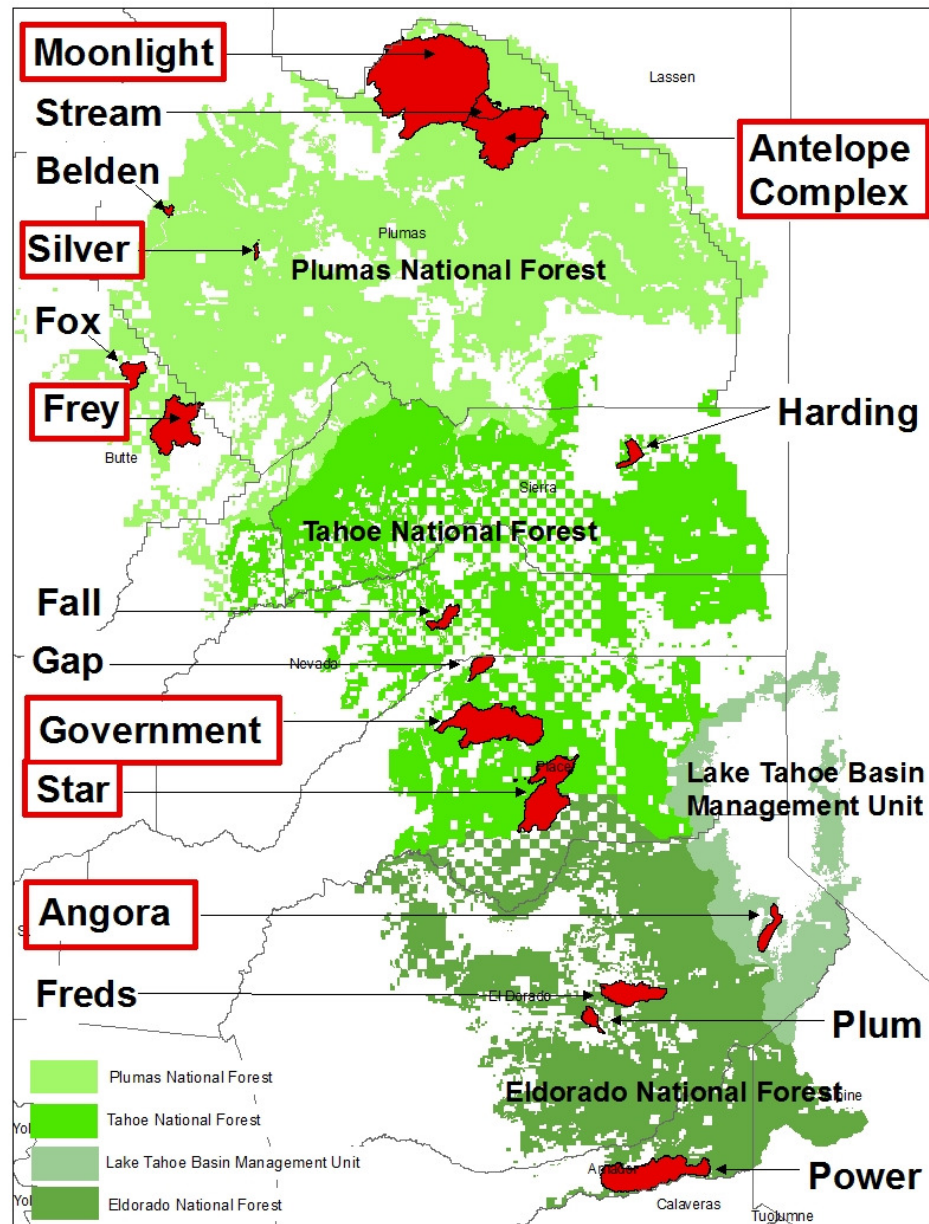 Moonlight
Lassen
Stream
Antelope
Complex
Belden
Plumas
Silver
Plumas National Forest
Fox
Frey
Harding
Butte
Sierra
Tahoe National Forest
Fall
Gap
Nevada
Government
Star
Lake Tahoe Basin
Management Unit
Angora
Freds
El Dorado
Plum
Plumas National Forest
Eldorado National Forest
Tahoe National Forest
Yol
Lake Tahoe Basin Management Unit
Power
Eldorado National Forest
Yol
Calaveras
Tuolumne